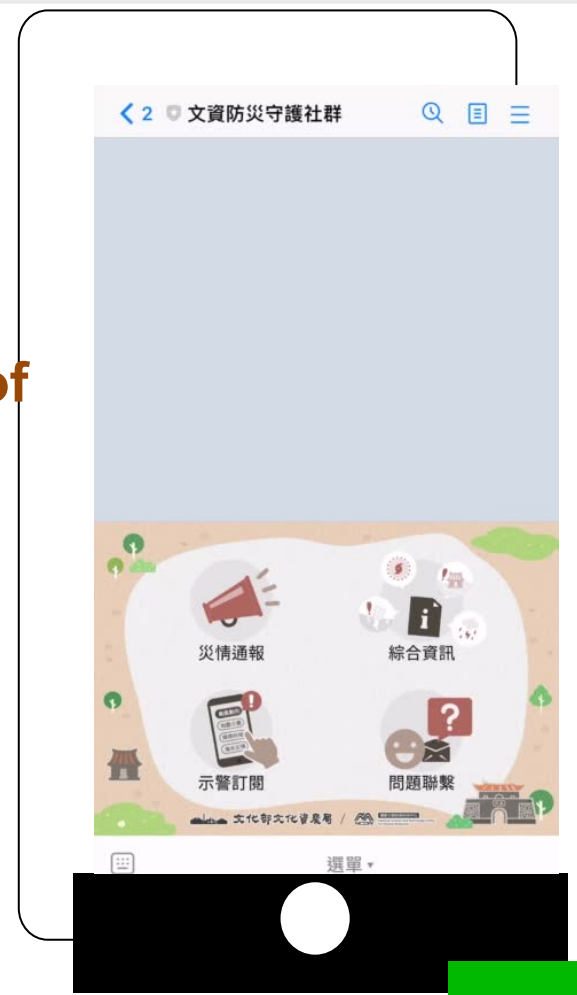 2 文資防災守護社群
of
災情通報
綜合資訊
示警訂閱
問題聯繫
文化部文化資產局 /
選單